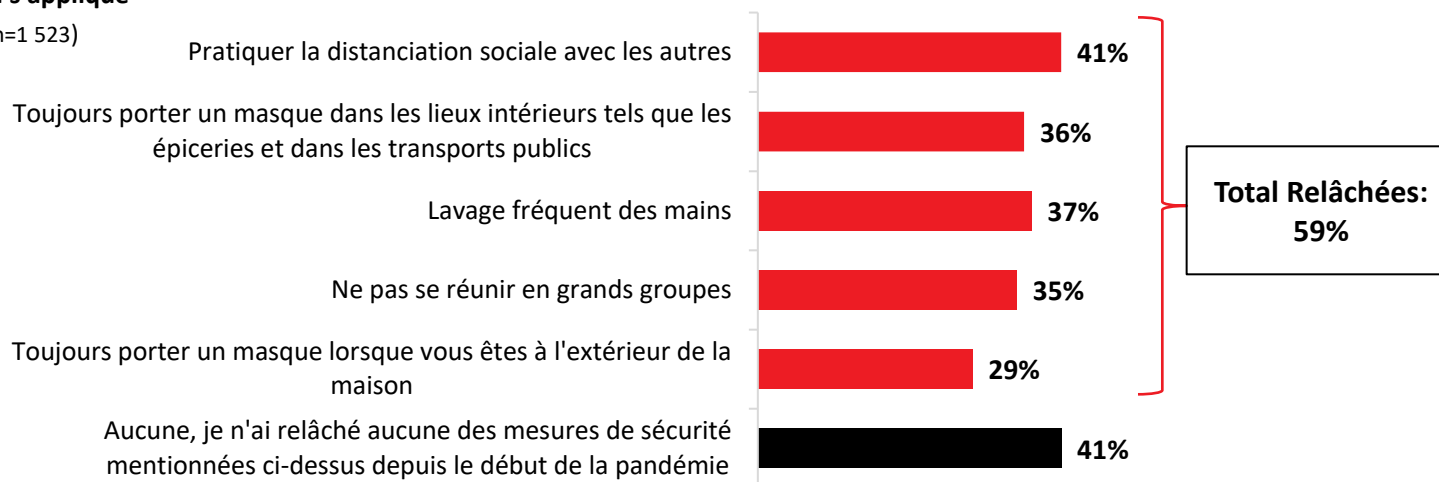 n=1 523)
Pratiquer la distanciation sociale avec les autres
41%
Toujours porter un masque dans les lieux intérieurs tels que les
épiceries et dans les transports publics
36%
Lavage fréquent des mains
37%
Ne pas se réunir en grands groupes
35%
Toujours porter un masque lorsque vous êtes à l'extérieur de la
maison
29%
Aucune, je n'ai relâché aucune des mesures de sécurité
mentionnées ci-dessus depuis le début de la pandémie
41%
Total Relâchées:
59%